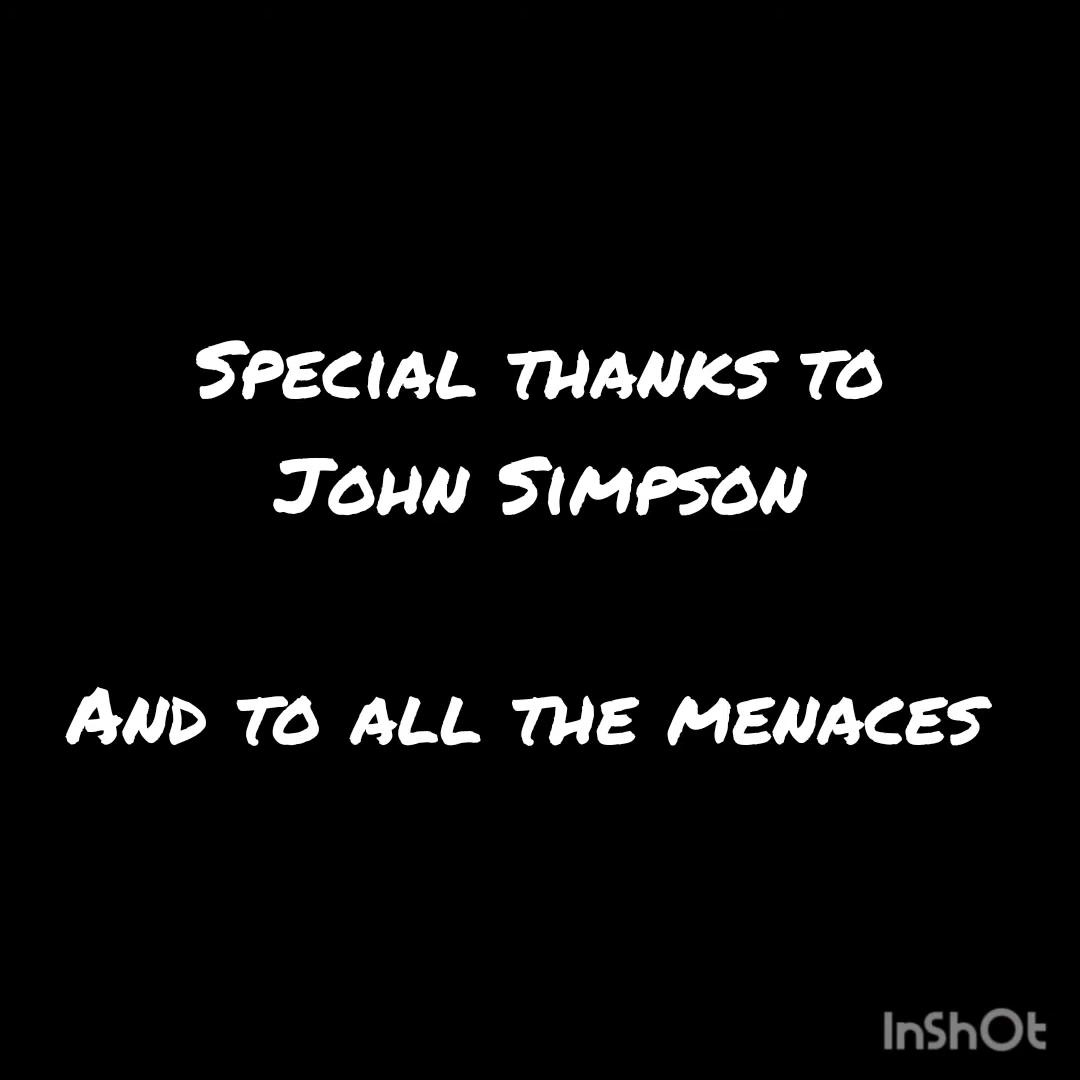 Special thanks to
John Simpson
And to all the menaces
InShOt